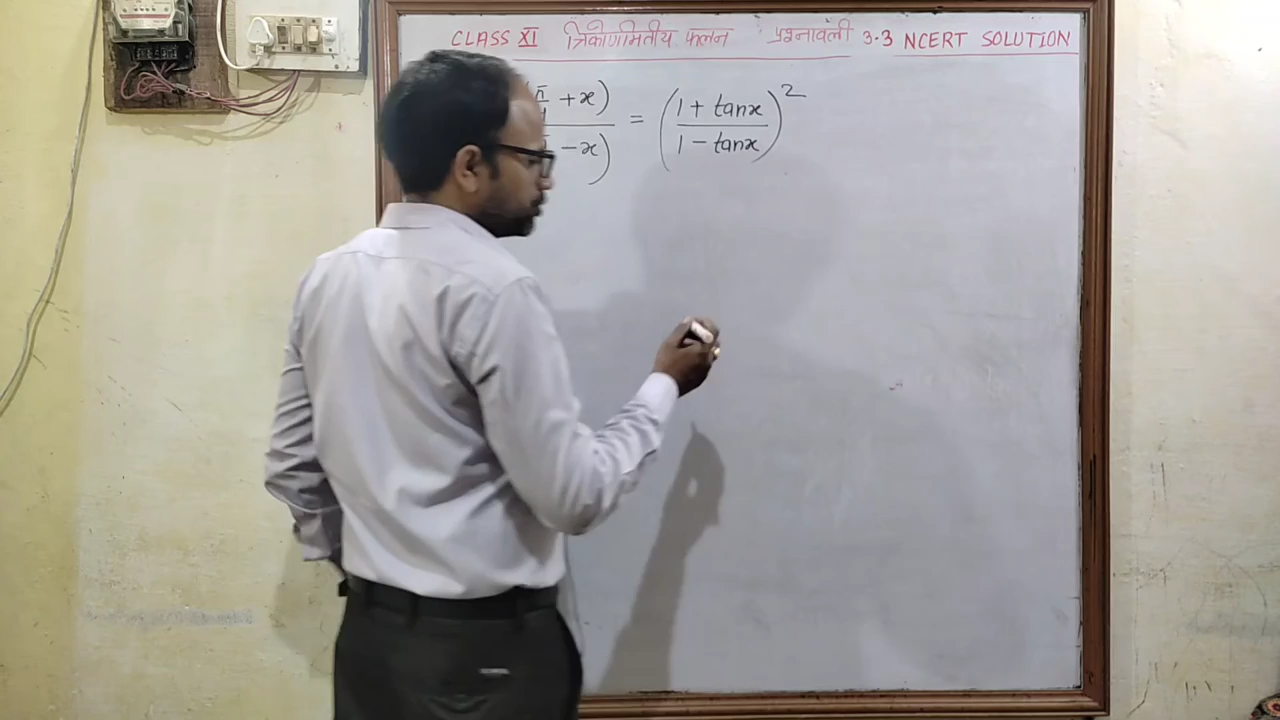 CLASS XI त्रिकोणमितीय फलन प्रश्नावली 3.3 NCERT SOLUTION
+x) / -x) = ((1 + tanx) / (1 - tanx))^2